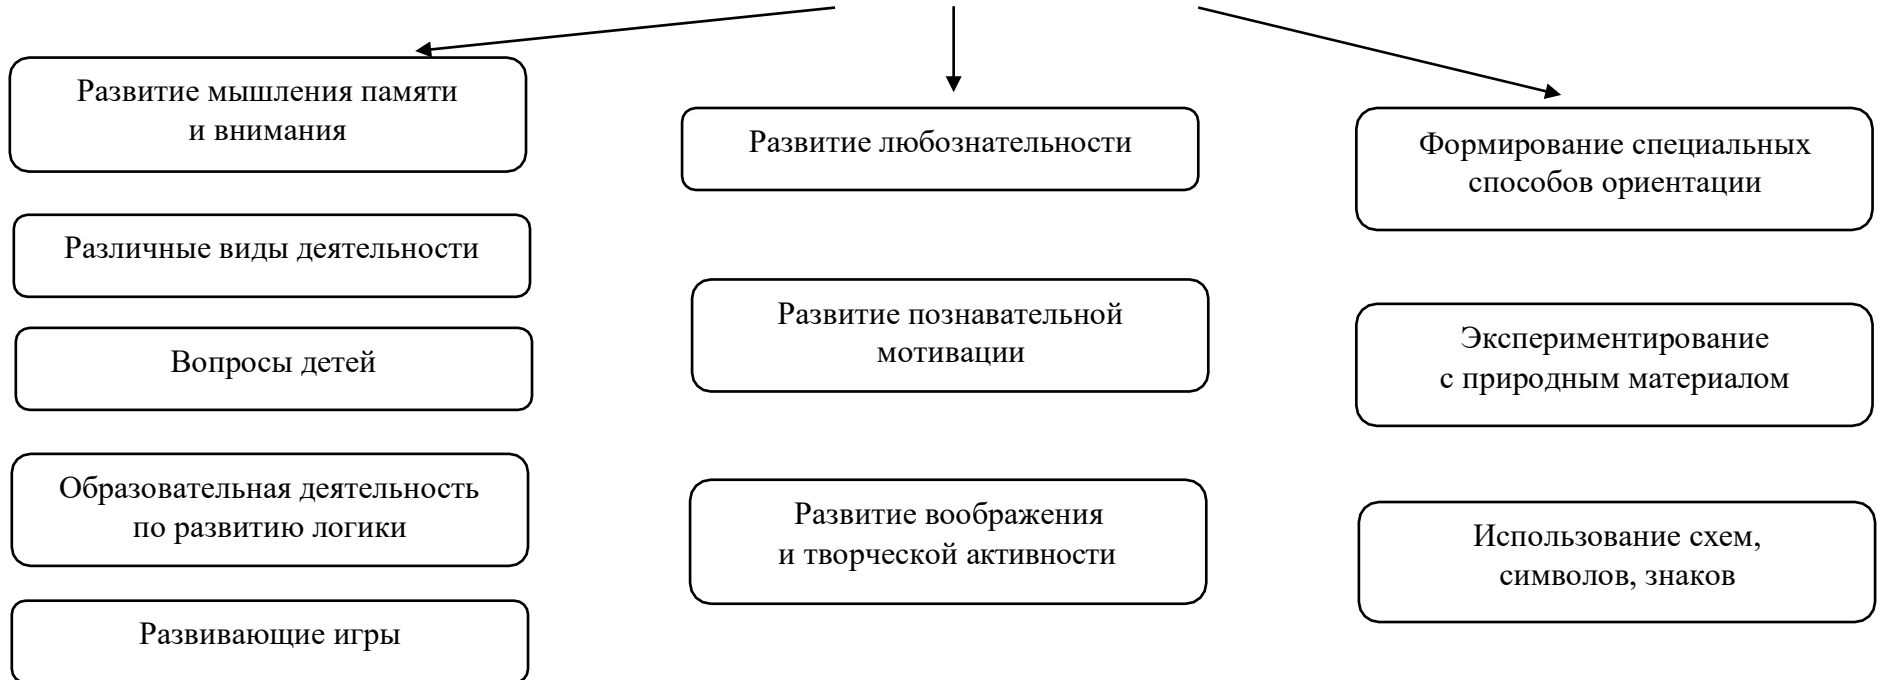 Развитие мышления памяти
и внимания
Различные виды деятельности
Вопросы детей
Образовательная деятельность
по развитию логики
Развивающие игры
Развитие любознательности
Развитие познавательной
мотивации
Развитие воображения
и творческой активности
Формирование специальных
способов ориентации
Экспериментирование
с природным материалом
Использование схем,
символов, знаков